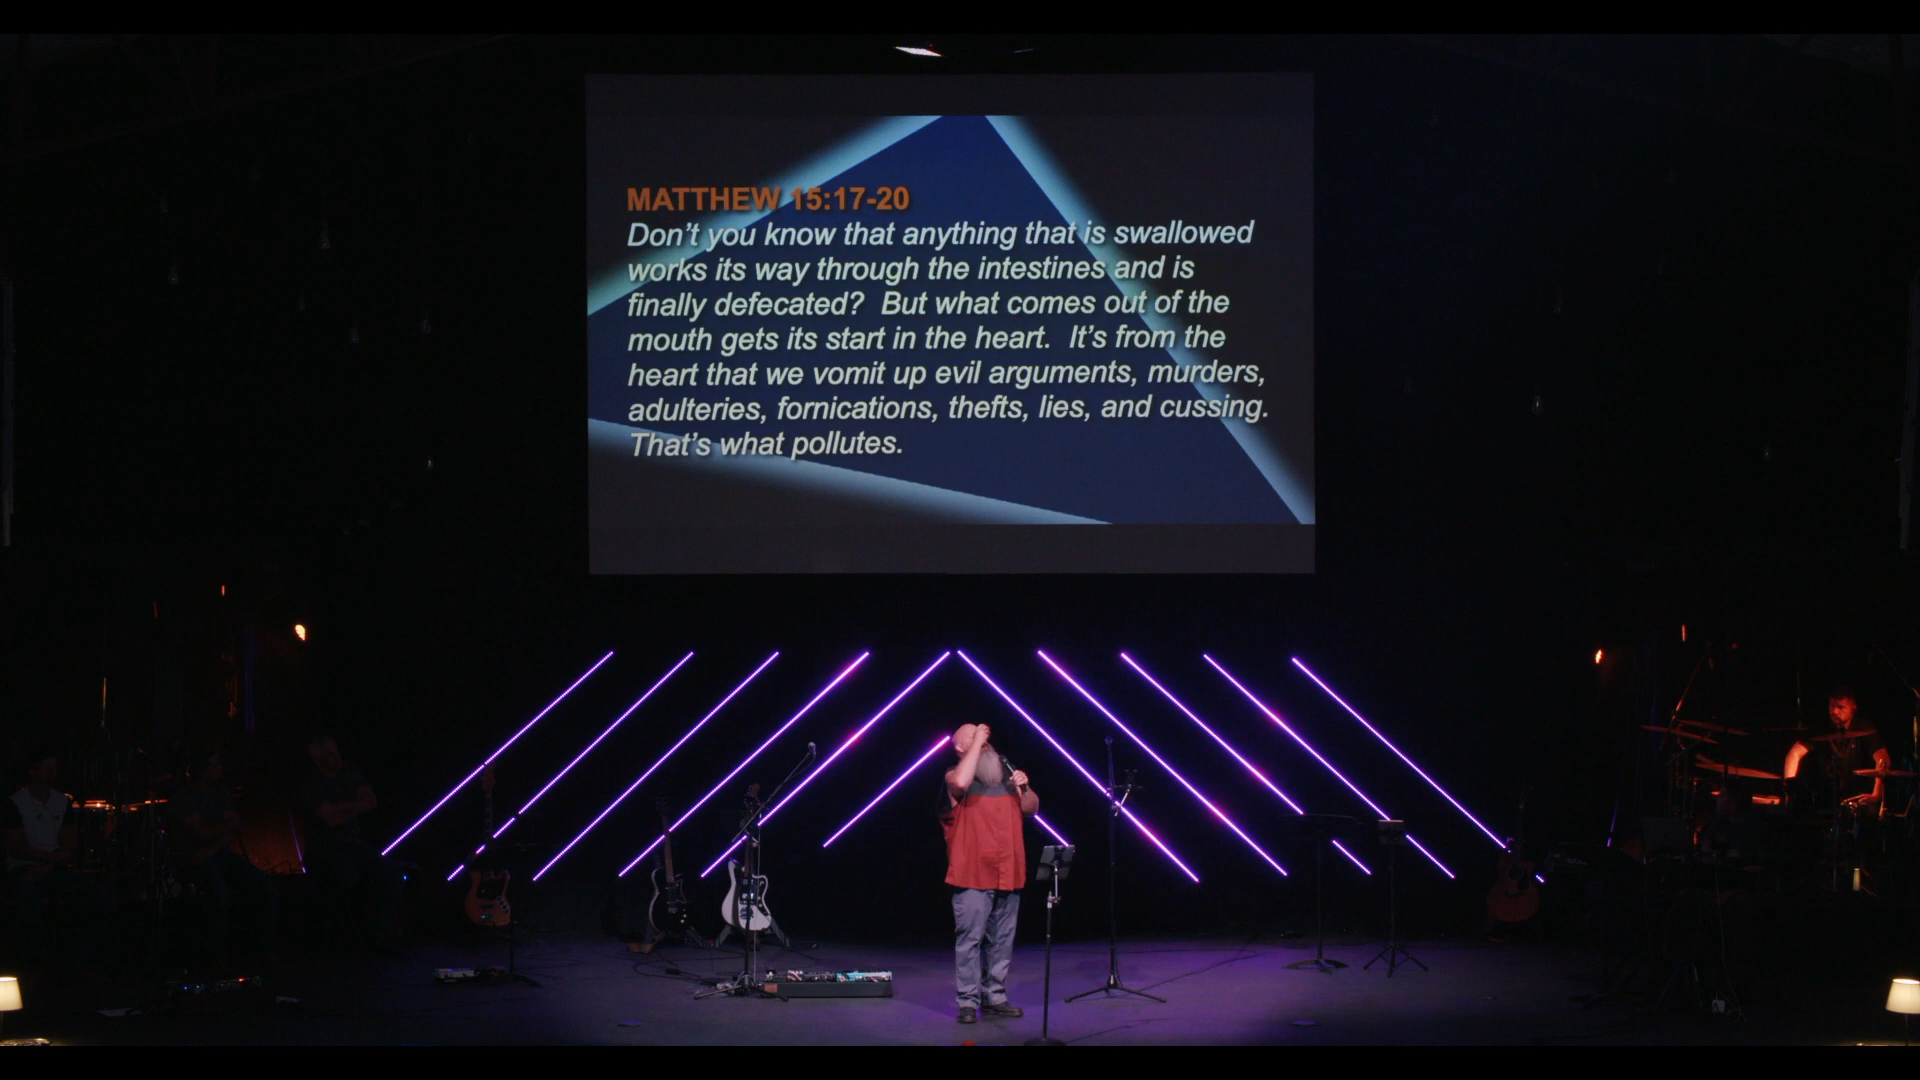 MATTHEW 15:17-20
Don't you know that anything that is swallowed
works its way through the intestines and is
finally defecated?  But what comes out of the
mouth gets its start in the heart.  It's from the
heart that we vomit up evil arguments, murders,
adulteries, fornications, thefts, lies, and cussing.
That's what pollutes.